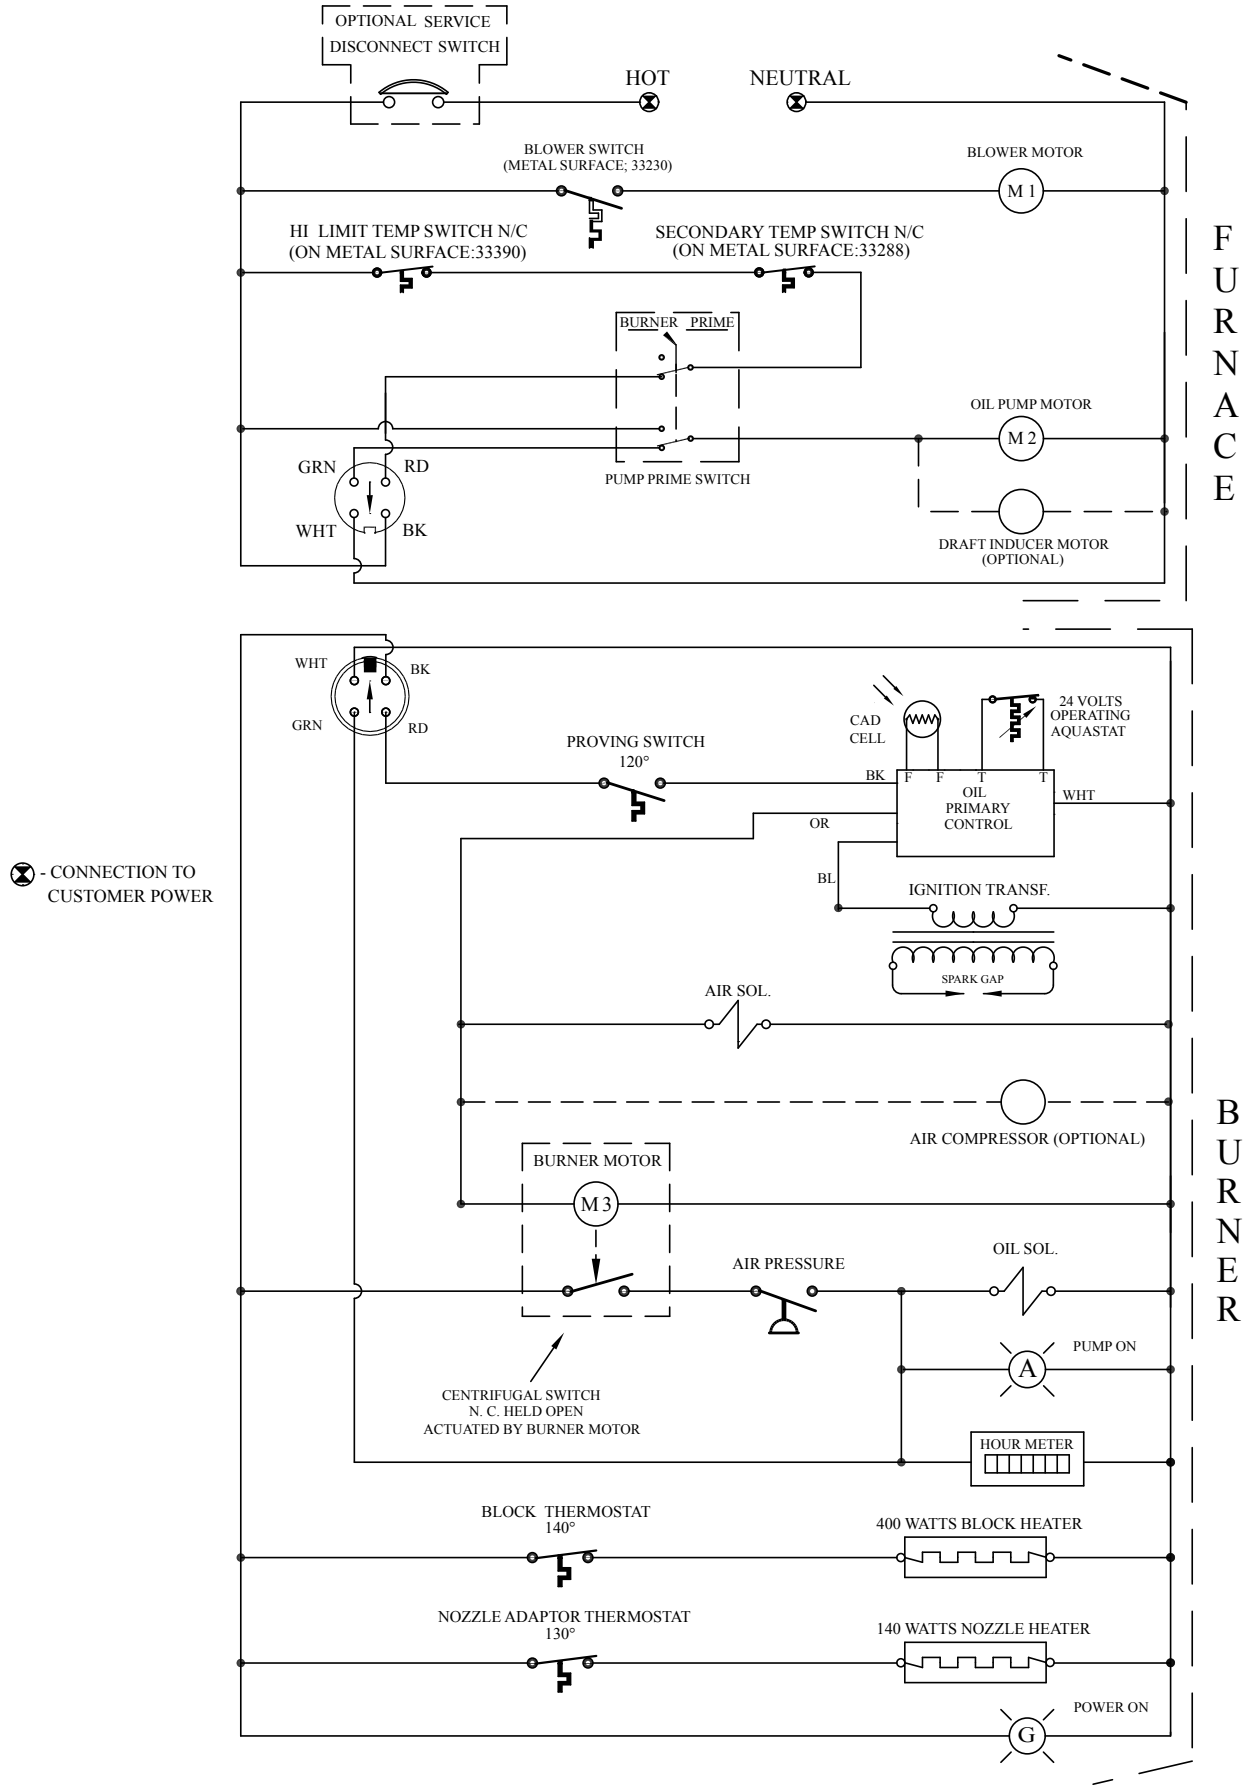 OPTIONAL SERVICE
DISCONNECT SWITCH
HOT
NEUTRAL
BLOWER SWITCH
(METAL SURFACE; 33230)
BLOWER MOTOR
M 1
HI LIMIT TEMP SWITCH N/C
(ON METAL SURFACE:33390)
SECONDARY TEMP SWITCH N/C
(ON METAL SURFACE:33288)
BURNER PRIME
OIL PUMP MOTOR
M 2
GRN
RD
PUMP PRIME SWITCH
WHT
BK
DRAFT INDUCER MOTOR
(OPTIONAL)
FURNACE
WHT
BK
GRN
RD
CAD
CELL
24 VOLTS
OPERATING
AQUASTAT
PROVING SWITCH
120°
BK
F
F
T
T
OIL
PRIMARY
CONTROL
WHT
OR
BL
- CONNECTION TO
CUSTOMER POWER
IGNITION TRANSF.
SPARK GAP
AIR SOL.
AIR COMPRESSOR (OPTIONAL)
BURNER MOTOR
M 3
AIR PRESSURE
OIL SOL.
PUMP ON
A
CENTRIFUGAL SWITCH
N. C. HELD OPEN
ACTUATED BY BURNER MOTOR
HOUR METER
BLOCK THERMOSTAT
140°
400 WATTS BLOCK HEATER
NOZZLE ADAPTOR THERMOSTAT
130°
140 WATTS NOZZLE HEATER
POWER ON
G
BURNER